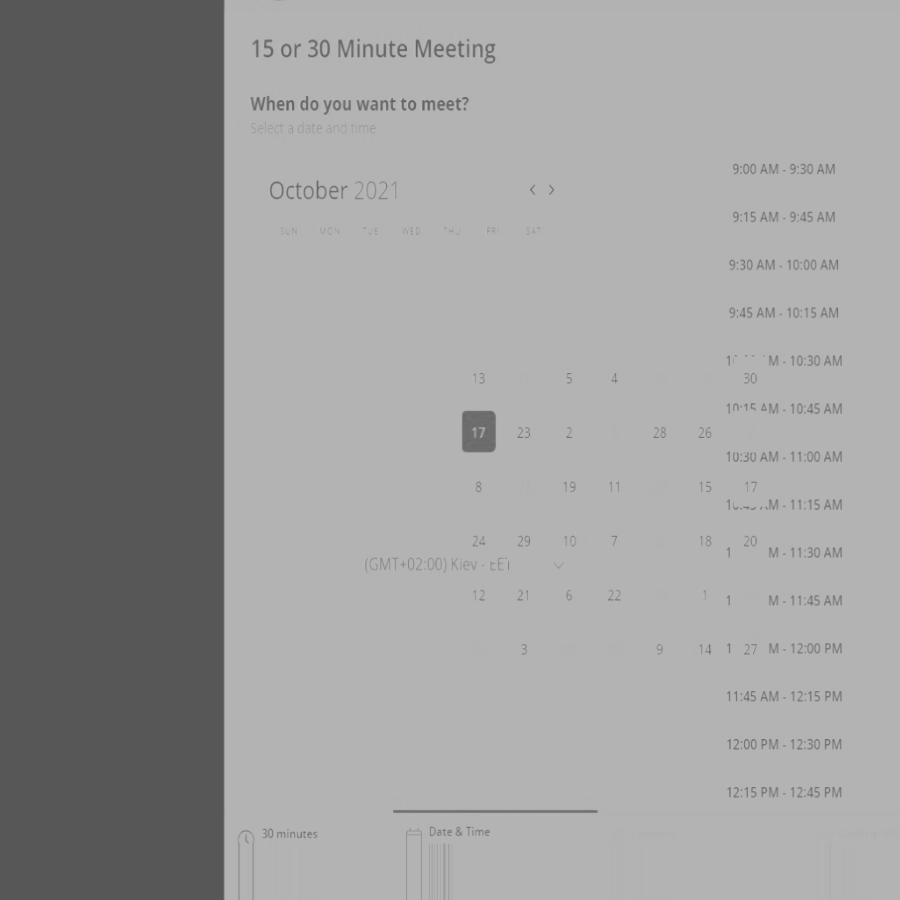 15 or 30 Minute Meeting
When do you want to meet?
Select a date and time
October 2021
SUN MON TUE WED THU FRI SAT
9:00 AM - 9:30 AM
9:15 AM - 9:45 AM
9:30 AM - 10:00 AM
9:45 AM - 10:15 AM
M - 10:30 AM
13 5 4 30
10:15 AM - 10:45 AM
17 23 2 28 26
10:30 AM - 11:00 AM
8 19 11 15 17
M - 11:15 AM
24 29 10 7 18 20
M - 11:30 AM
(GMT+02:00) Kiev - EET
12 21 6 22 1
M - 11:45 AM
3 9 14 27
M - 12:00 PM
11:45 AM - 12:15 PM
12:00 PM - 12:30 PM
12:15 PM - 12:45 PM
30 minutes
Date & Time